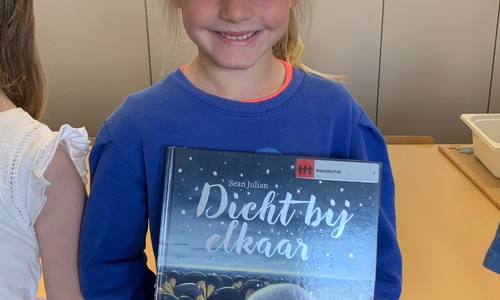 Sean Julian
Dicht bij
elkaar